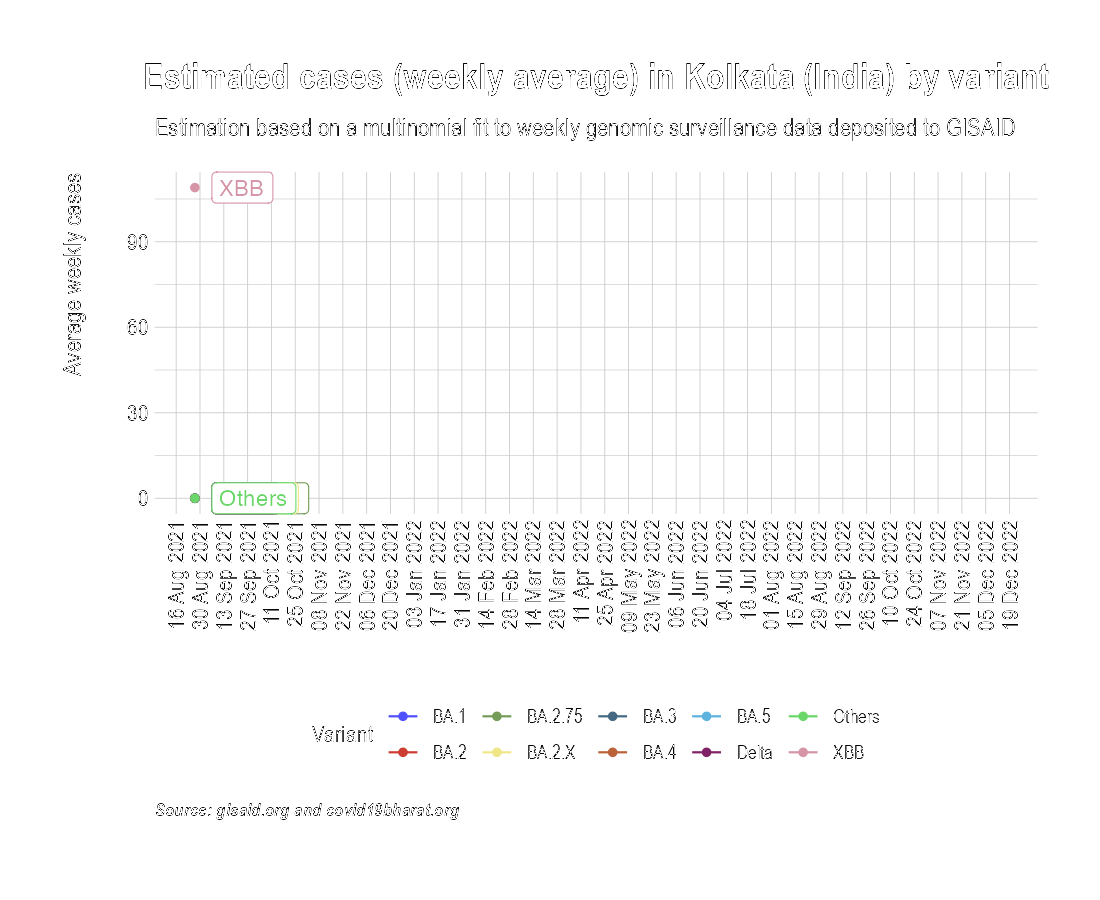 Estimated cases (weekly average) in Kolkata (India) by variant
Estimation based on a multinomial fit to weekly genomic surveillance data deposited to GISAID
Average weekly cases
XBB
90
60
30
0
Others
16 Aug 2021
30 Aug 2021
13 Sep 2021
27 Sep 2021
11 Oct 2021
25 Oct 2021
08 Nov 2021
22 Nov 2021
06 Dec 2021
20 Dec 2021
03 Jan 2022
17 Jan 2022
31 Jan 2022
14 Feb 2022
28 Feb 2022
14 Mar 2022
28 Mar 2022
11 Apr 2022
25 Apr 2022
09 May 2022
23 May 2022
06 Jun 2022
20 Jun 2022
04 Jul 2022
18 Jul 2022
01 Aug 2022
15 Aug 2022
29 Aug 2022
12 Sep 2022
26 Sep 2022
10 Oct 2022
24 Oct 2022
07 Nov 2022
21 Nov 2022
05 Dec 2022
19 Dec 2022
Variant
BA.1 BA.2.75 BA.3 BA.5 Others
BA.2 BA.2.X BA.4 Delta XBB
Source: gisaid.org and covid19bharat.org